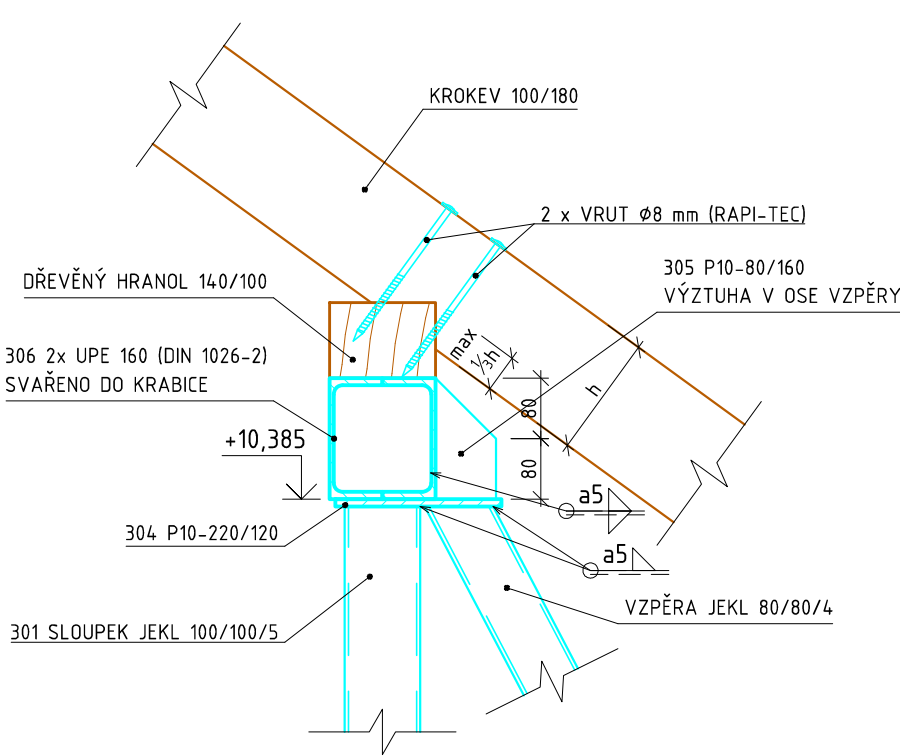 KROKEV 100/180
2 x VRUT Ø8 mm (RAPI-TEC)
DŘEVĚNÝ HRANOL 140/100
305 P10-80/160
VÝZTUHA V OSE VZPĚRY
306 2x UPE 160 (DIN 1026-2)
SVAŘENO DO KRABICE
max
⅓h
h
80
80
+10,385
a5
304 P10-220/120
a5
301 SLOUPEK JEKL 100/100/5
VZPĚRA JEKL 80/80/4